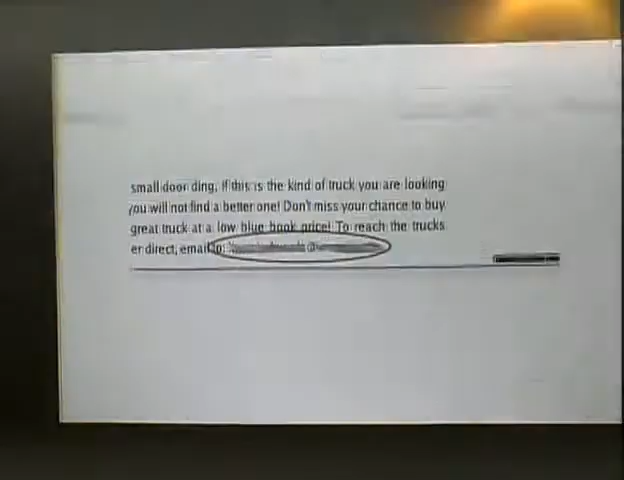 small door ding. If this is the kind of truck you are looking
you will not find a better one! Don't miss your chance to buy
great truck at a low blue book price! To reach the trucks
er direct, email to: